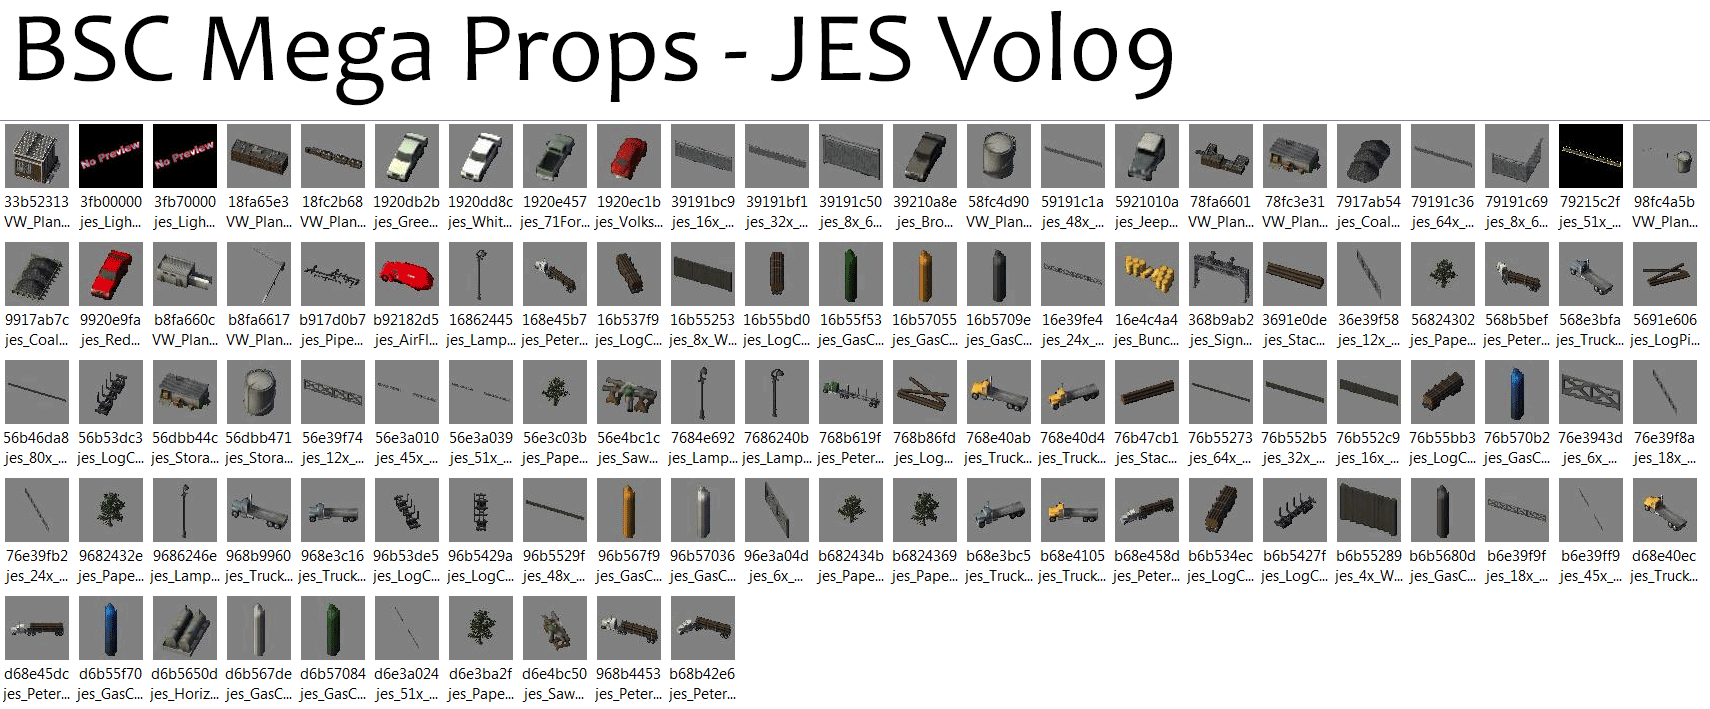 BSC Mega Props - JES Vol09
No Preview No Preview
33b52313 3fb00000 3fb70000 18fa65e3 18fc2b68 1920db2b 1920dd8c 1920e457 1920ec1b 39191bc9 39191bf1 39191c50 39210a8e 58fc4d90 59191c1a 5921010a 78fa6601 78fc3e31 7917ab54 79191c36 79191c69 79215c2f 98fc4a5b
VW_Plan... jes_Ligh... jes_Ligh... VW_Plan... VW_Plan... jes_Gree... jes_Whit... jes_71For... jes_Volks... jes_16x_... jes_32x_... jes_8x_6... jes_Bro... VW_Plan... jes_48x_... jes_Jeep... VW_Plan... VW_Plan... jes_Coal... jes_64x_... jes_8x_6... jes_51x_... VW_Plan...
9917ab7c 9920e9fa b8fa660c b8fa6617 b917d0b7 b92182d5 16862445 168e45b7 16b537f9 16b55253 16b55bd0 16b55f53 16b57055 16b5709e 16e39fe4 16e4c4a4 368b9ab2 3691e0de 36e39f58 56824302 568b5bef 568e3bfa 5691e606
jes_Coal... jes_Red... VW_Plan... VW_Plan... jes_Pipe... jes_AirFl... jes_Lamp... jes_Peter... jes_LogC... jes_8x_W... jes_LogC... jes_GasC... jes_GasC... jes_GasC... jes_24x_... jes_Bunc... jes_Sign... jes_Stac... jes_12x_... jes_Pape... jes_Peter... jes_Truck... jes_LogPi...
56b46da8 56b53dc3 56dbb44c 56dbb471 56e39f74 56e3a010 56e3a039 56e3c03b 56e4bc1c 7684e692 7686240b 768b619f 768b86fd 768e40ab 768e40d4 76b47cb1 76b55273 76b552b5 76b552c9 76b55bb3 76b570b2 76e3943d 76e39f8a
jes_80x_... jes_LogC... jes_Stora... jes_Stora... jes_12x_... jes_45x_... jes_51x_... jes_Pape... jes_Saw... jes_Lamp... jes_Lamp... jes_Peter... jes_Log... jes_Truck... jes_Truck... jes_Stac... jes_64x_... jes_32x_... jes_16x_... jes_LogC... jes_GasC... jes_6x_... jes_18x_...
76e39fb2 9682432e 9686246e 968b9960 968e3c16 96b53de5 96b5429a 96b5529f 96b567f9 96b57036 96e3a04d b682434b b6824369 b68e3bc5 b68e4105 b68e458d b6b534ec b6b5427f b6b55289 b6b5680d b6e39f9f b6e39ff9 d68e40ec
jes_24x_... jes_Pape... jes_Lamp... jes_Truck... jes_Truck... jes_LogC... jes_LogC... jes_48x_... jes_GasC... jes_GasC... jes_6x_... jes_Pape... jes_Pape... jes_Truck... jes_Truck... jes_Peter... jes_LogC... jes_LogC... jes_4x_W... jes_GasC... jes_18x_... jes_45x_... jes_Truck...
d68e45dc d6b55f70 d6b5650d d6b567de d6b57084 d6e3a024 d6e3ba2f d6e4bc50 968b4453 b68b42e6
jes_Peter... jes_GasC... jes_Horiz... jes_GasC... jes_GasC... jes_51x_... jes_Pape... jes_Saw... jes_Peter... jes_Peter...